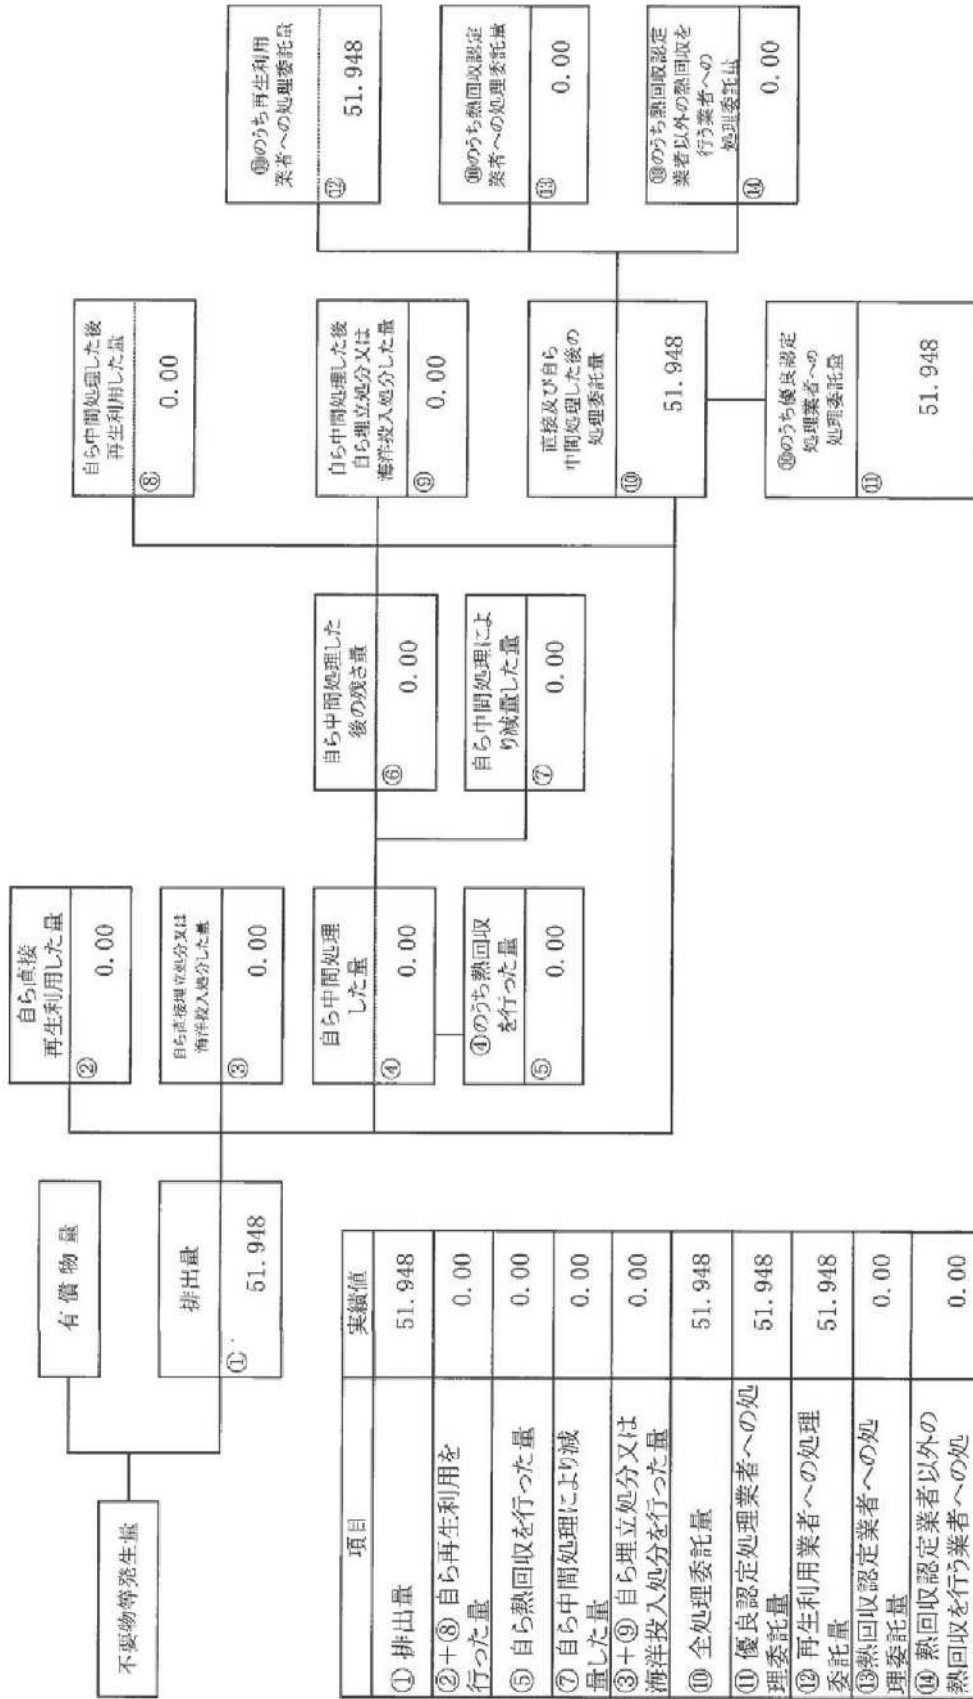 不要物等発生量
有償物量
排出量
①
51.948
自ら直接
再生利用した量
②
0.00
自ら直接埋立処分又は
海洋投入処分した量
③
0.00
自ら中間処理
した量
④
0.00
④のうち熱回収
を行った量
⑤
0.00
自ら中間処理した
後の残さ量
⑥
0.00
自ら中間処理によ
り減量した量
⑦
0.00
自ら中間処理した後
再生利用した量
⑧
0.00
自ら中間処理した後
自ら埋立処分又は
海洋投入処分した量
⑨
0.00
直接及び自ら
中間処理した後の
処理委託量
⑩
51.948
⑩のうち優良認定
処理業者への
処理委託量
⑪
51.948
⑩のうち再生利用
業者への処理委託量
⑫
51.948
⑩のうち熱回収認定
業者への処理委託量
⑬
0.00
⑩のうち熱回収認定
業者以外の熱回収を
行う業者への
処理委託量
⑭
0.00
項目 実績値
① 排出量 51.948
②+⑧ 自ら再生利用を
行った量 0.00
⑤ 自ら熱回収を行った量 0.00
⑦ 自ら中間処理により減
量した量 0.00
③+⑨ 自ら埋立処分又は
海洋投入処分を行った量 0.00
⑩ 全処理委託量 51.948
⑪ 優良認定処理業者への処
理委託量 51.948
⑫ 再生利用業者への処理
委託量 51.948
⑬熱回収認定業者への処
理委託量 0.00
⑭ 熱回収認定業者以外の
熱回収を行う業者への処 0.00